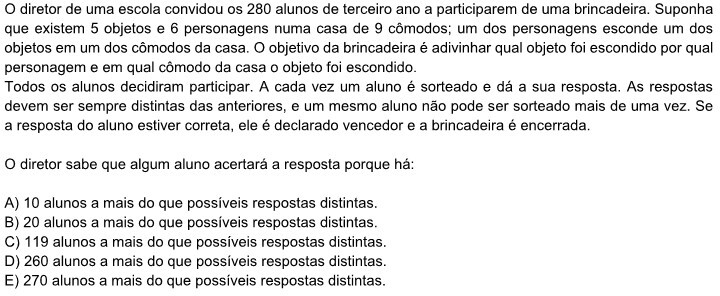 O diretor de uma escola convidou os 280 alunos de terceiro ano a participarem de uma brincadeira. Suponha
que existem 5 objetos e 6 personagens numa casa de 9 cômodos; um dos personagens esconde um dos
objetos em um dos cômodos da casa. O objetivo da brincadeira é adivinhar qual objeto foi escondido por qual
personagem e em qual cômodo da casa o objeto foi escondido.
Todos os alunos decidiram participar. A cada vez um aluno é sorteado e dá a sua resposta. As respostas
devem ser sempre distintas das anteriores, e um mesmo aluno não pode ser sorteado mais de uma vez. Se
a resposta do aluno estiver correta, ele é declarado vencedor e a brincadeira é encerrada.
O diretor sabe que algum aluno acertará a resposta porque há:
A) 10 alunos a mais do que possíveis respostas distintas.
B) 20 alunos a mais do que possíveis respostas distintas.
C) 119 alunos a mais do que possíveis respostas distintas.
D) 260 alunos a mais do que possíveis respostas distintas.
E) 270 alunos a mais do que possíveis respostas distintas.